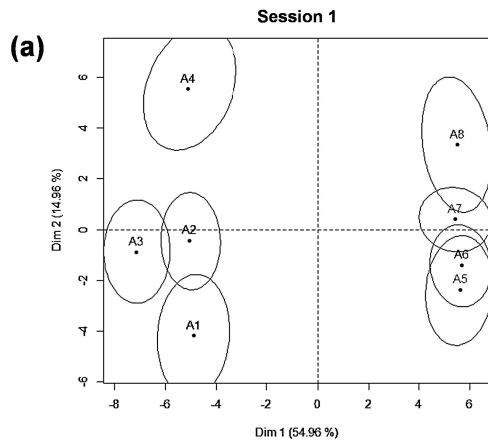 Session 1
(a)
A4
A8
A7
A2
A3
A6
A5
A1
6
4
2
0
-2
-4
-6
Dim 2 (14.96 %)
-8 -6 -4 -2 0 2 4 6
Dim 1 (54.96 %)